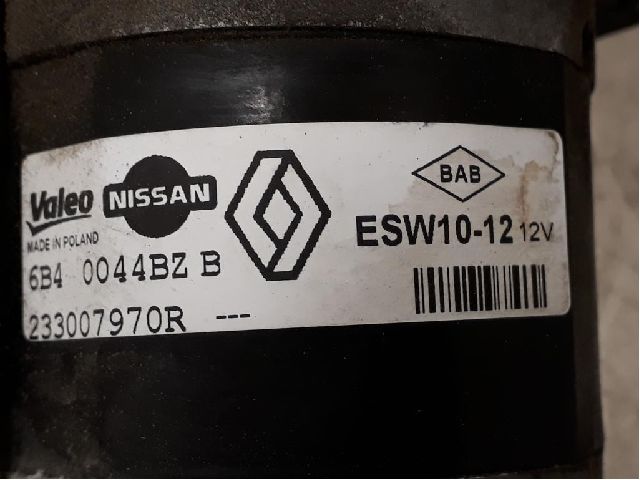 Valeo NISSAN
MADE IN POLAND
6B4 0044BZ B
233007970R ---
BAB
ESW10-12 12V